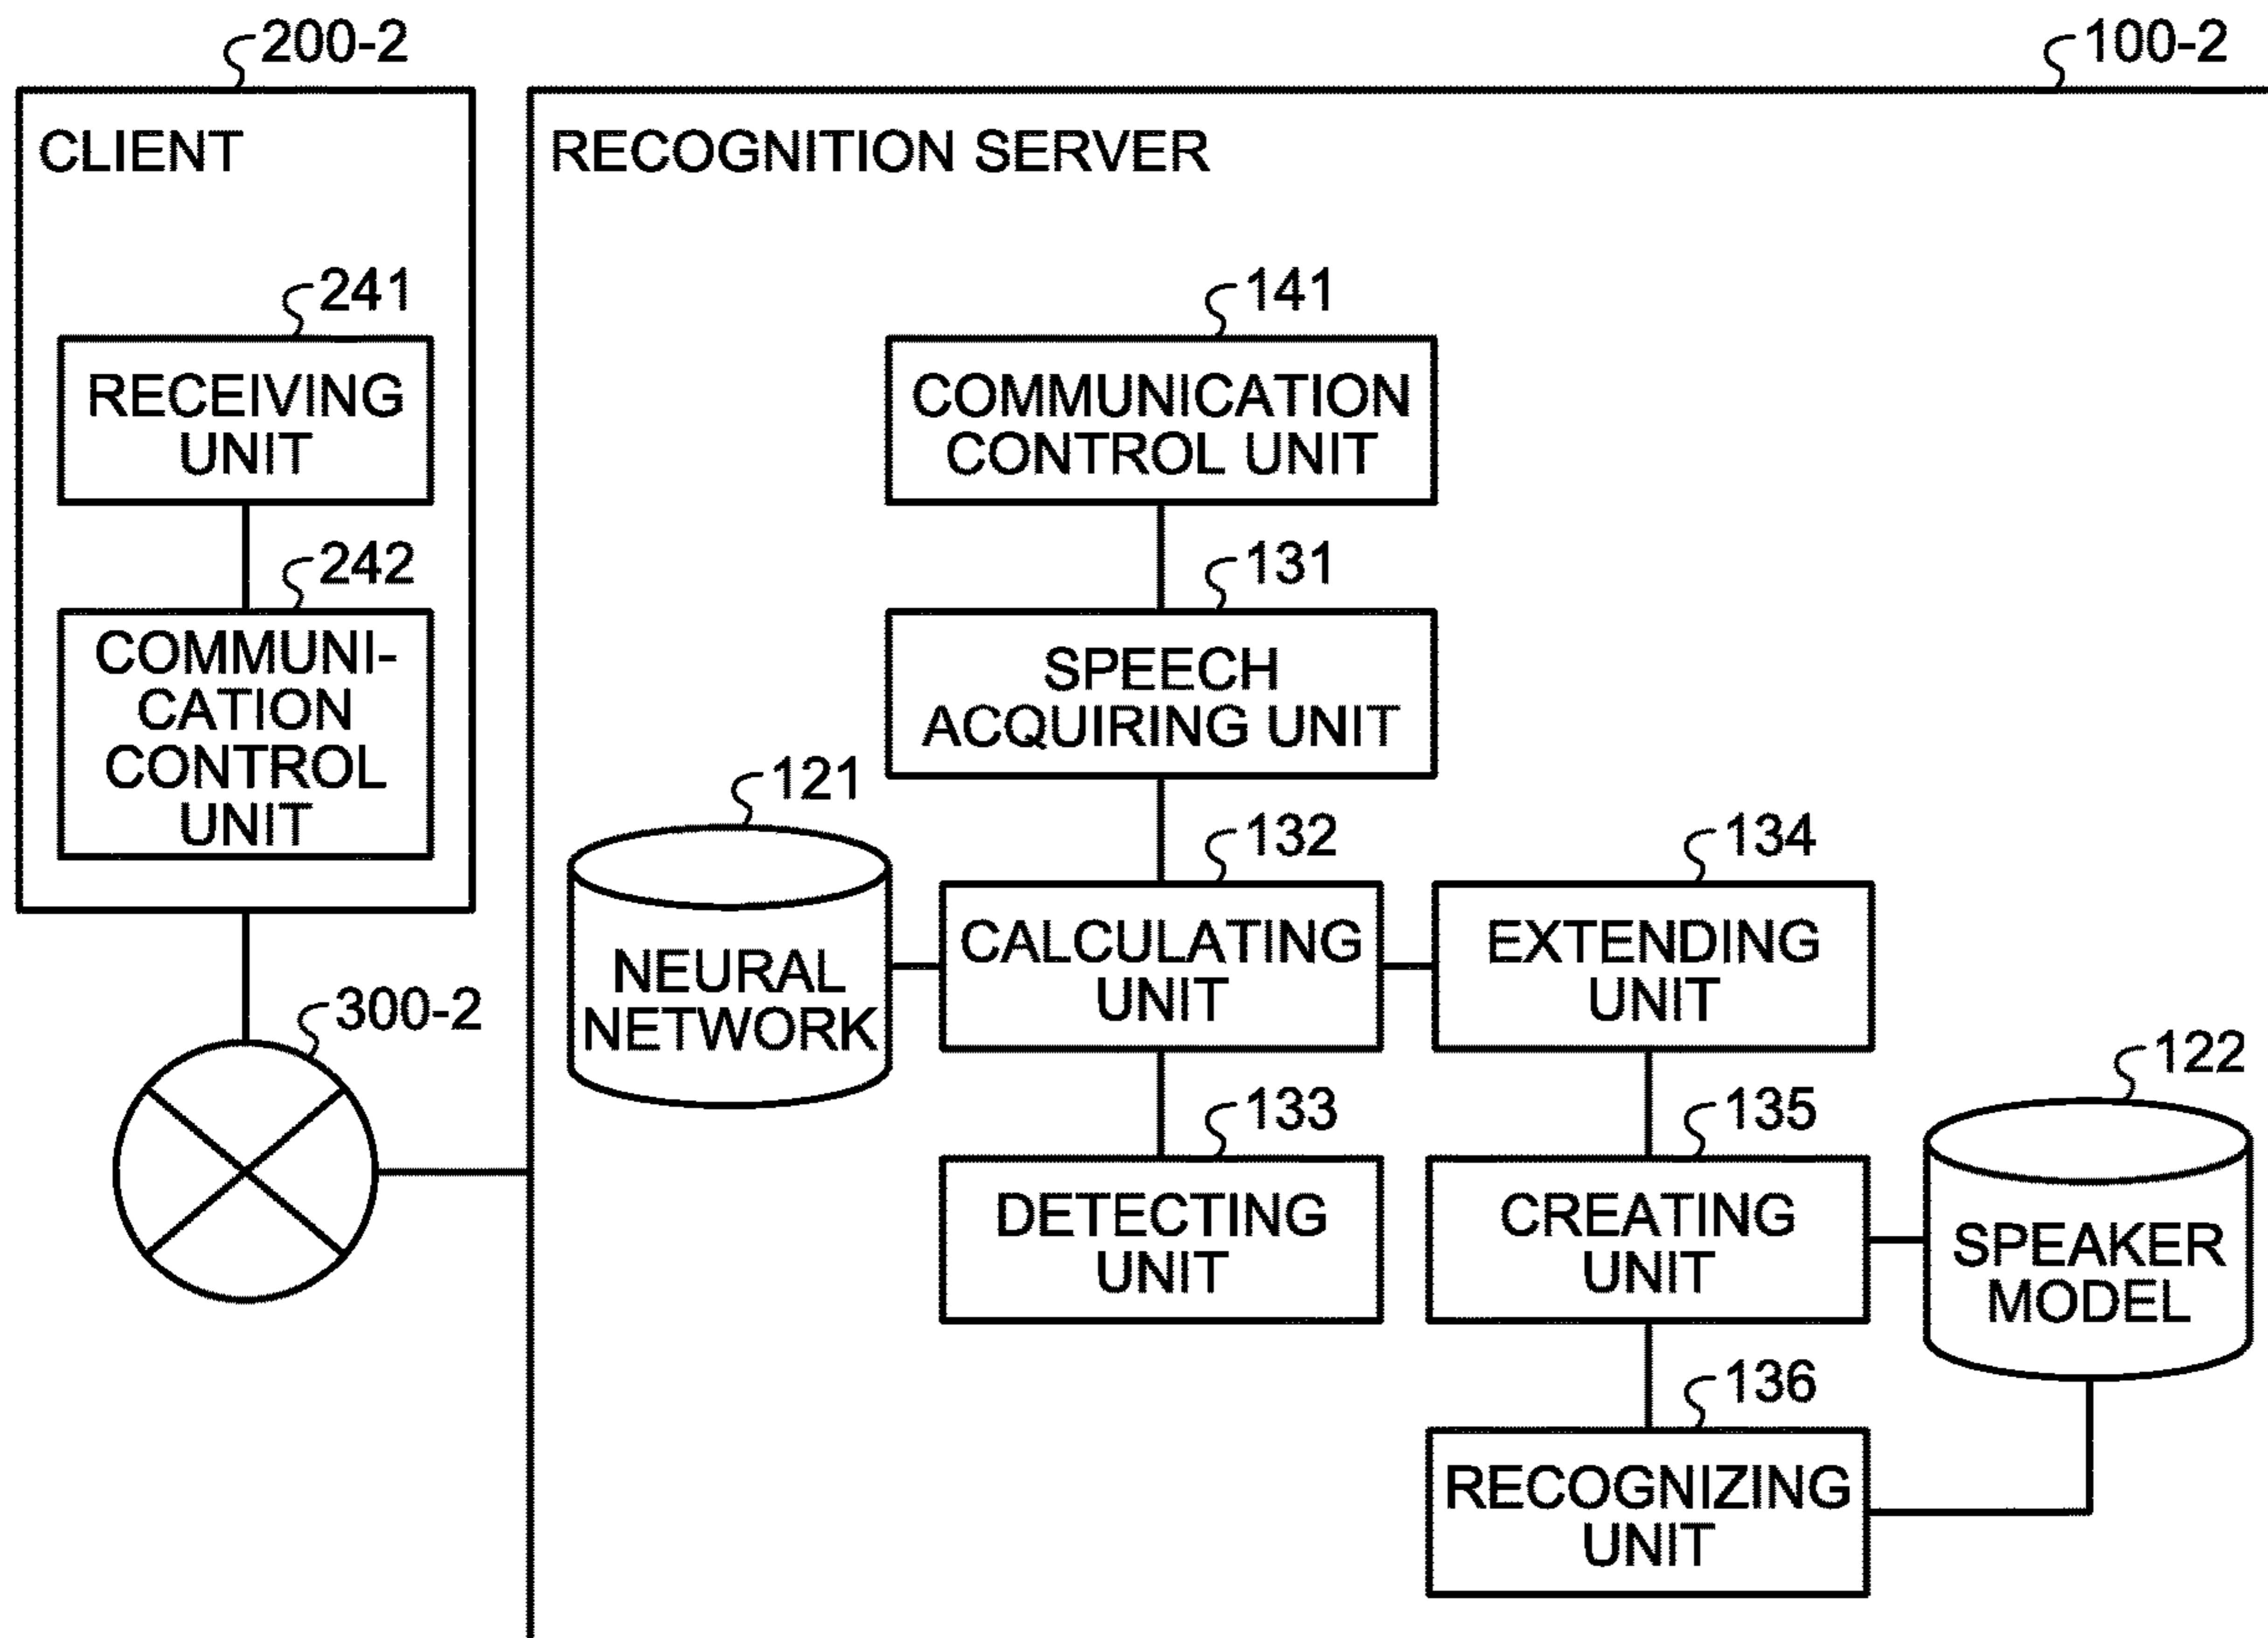 200-2
100-2
CLIENT
RECOGNITION SERVER
241
RECEIVING
UNIT
242
COMMUNI-
CATION
CONTROL
UNIT
300-2
141
COMMUNICATION
CONTROL UNIT
131
SPEECH
ACQUIRING UNIT
121
NEURAL
NETWORK
132
CALCULATING
UNIT
134
EXTENDING
UNIT
133
DETECTING
UNIT
135
CREATING
UNIT
122
SPEAKER
MODEL
136
RECOGNIZING
UNIT